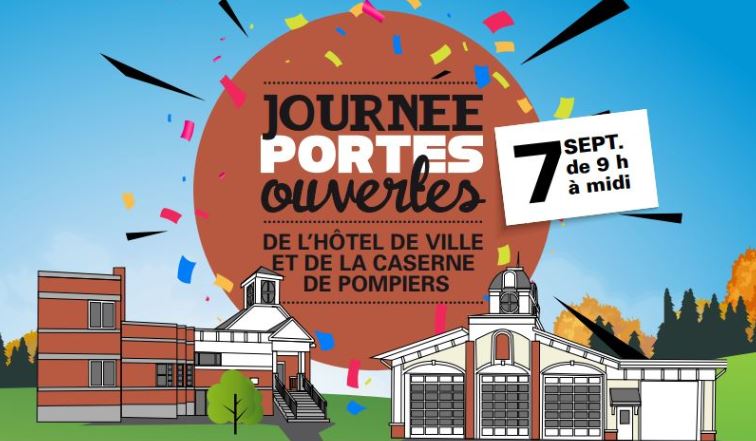 JOURNEE
PORTES
ouvertes
DE L'HÔTEL DE VILLE
ET DE LA CASERNE
DE POMPIERS
7 SEPT.
de 9 h
à midi